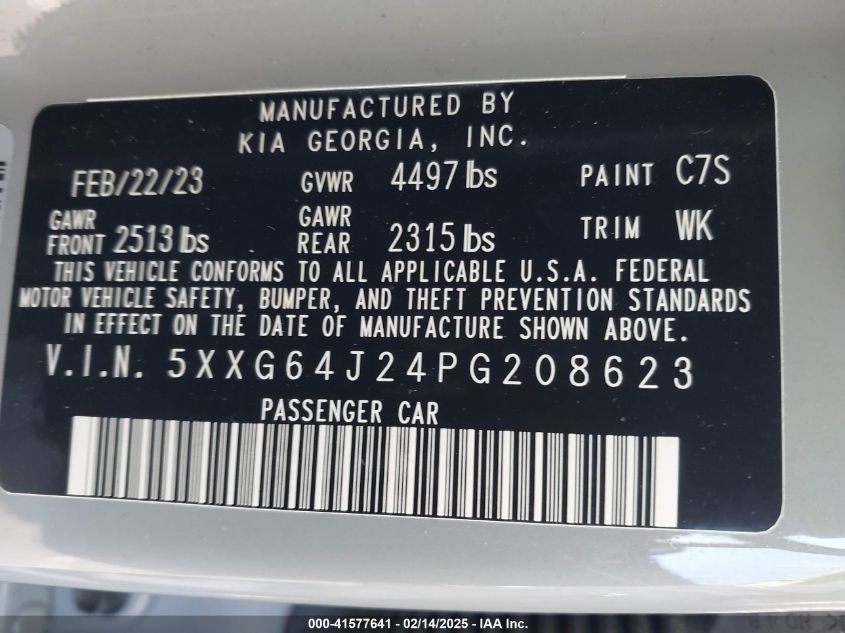 MANUFACTURED BY
KIA GEORGIA, INC.
FEB/22/23 GVWR 4497 lbs PAINT C7S
GAWR FRONT 2513 lbs GAWR REAR 2315 lbs TRIM WK
THIS VEHICLE CONFORMS TO ALL APPLICABLE U.S.A. FEDERAL
MOTOR VEHICLE SAFETY, BUMPER, AND THEFT PREVENTION STANDARDS
IN EFFECT ON THE DATE OF MANUFACTURE SHOWN ABOVE.
V.I.N. 5XXG64J24PG208623
PASSENGER CAR
000-41577641 - 02/14/2025 - IAA Inc.